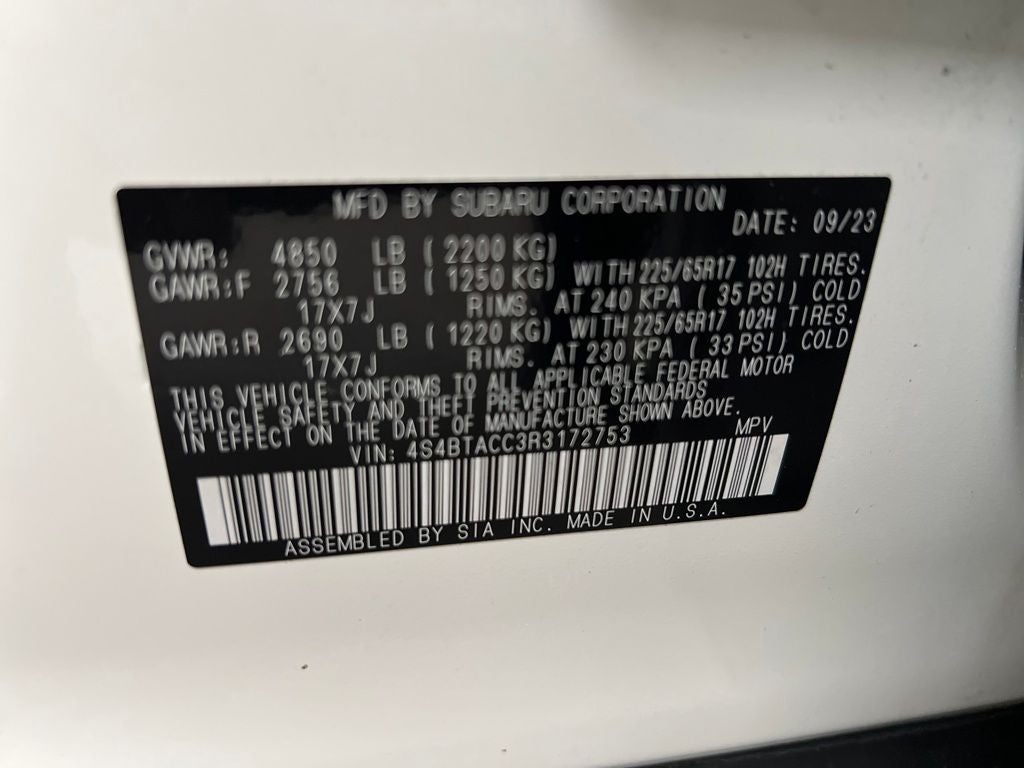 MFD BY SUBARU CORPORATION
DATE: 09/23
GVWR: 4850 LB ( 2200 KG)
GAWR:F 2756 LB ( 1250 KG) WITH 225/65R17 102H TIRES.
17X7J RIMS. AT 240 KPA ( 35 PSI) COLD
GAWR:R 2690 LB ( 1220 KG) WITH 225/65R17 102H TIRES.
17X7J RIMS. AT 230 KPA ( 33 PSI) COLD
THIS VEHICLE CONFORMS TO ALL APPLICABLE FEDERAL MOTOR
VEHICLE SAFETY AND THEFT PREVENTION STANDARDS
IN EFFECT ON THE DATE OF MANUFACTURE SHOWN ABOVE.
VIN: 4S4BTACC3R3172753 MPV
ASSEMBLED BY SIA INC. MADE IN U.S.A.